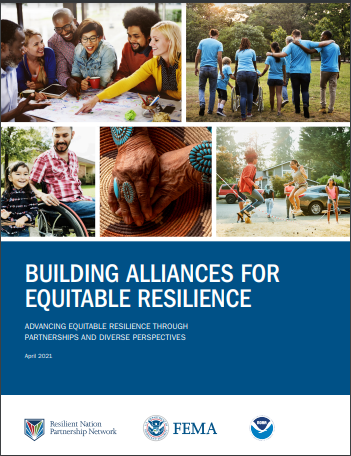 BUILDING ALLIANCES FOR
EQUITABLE RESILIENCE
ADVANCING EQUITABLE RESILIENCE THROUGH
PARTNERSHIPS AND DIVERSE PERSPECTIVES
April 2021
Resilient Nation
Partnership Network
FEMA
NOAA